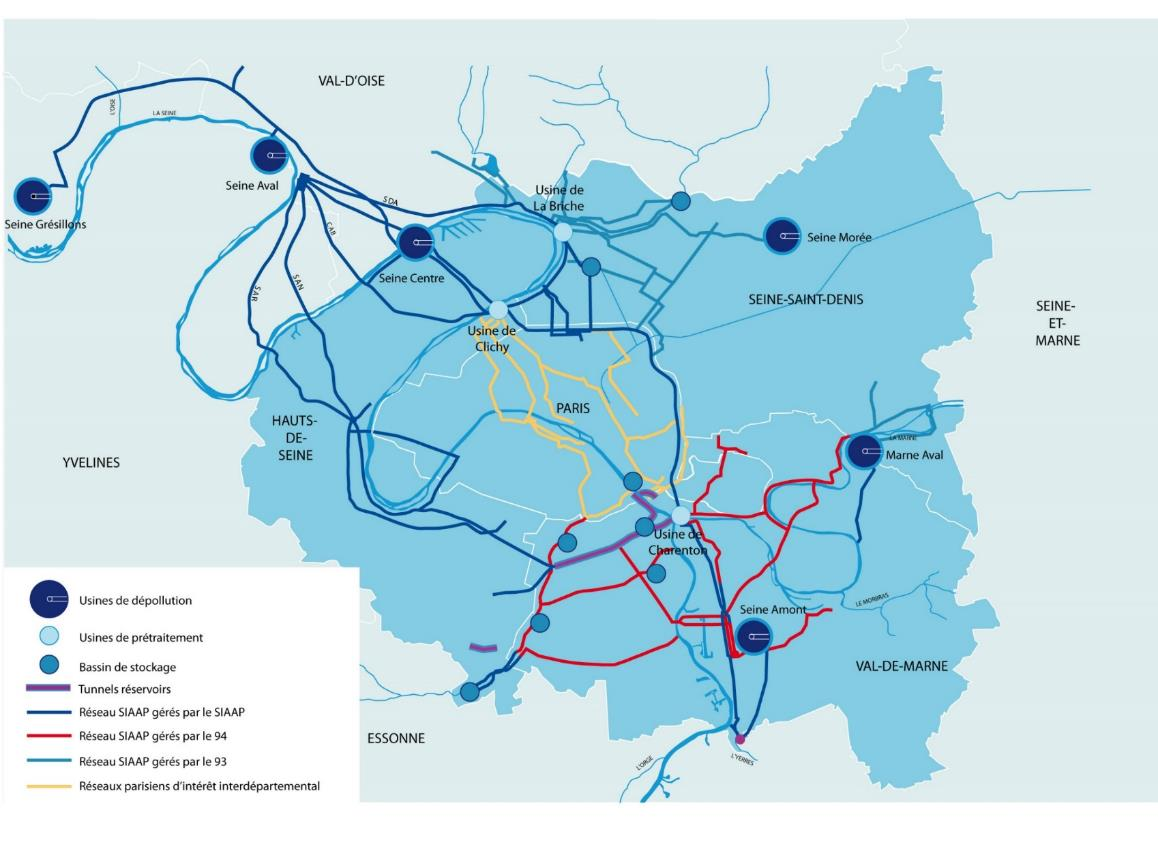 VAL-D'OISE
L'OISE
LA SEINE
Seine Aval
Seine Grésillons
SDA
CAB
SAN
SAR
Seine Centre
Usine de
La Briche
Seine Morée
SEINE-SAINT-DENIS
SEINE-
ET-
MARNE
Usine de
Clichy
PARIS
HAUTS-
DE-
SEINE
YVELINES
LA MARNE
Marne Aval
Usine de
Charenton
LE MORBRAS
Seine Amont
VAL-DE-MARNE
ESSONNE
L'ORGE
L'YERRES
Usines de dépollution
Usines de prétraitement
Bassin de stockage
Tunnels réservoirs
Réseau SIAAP gérés par le SIAAP
Réseau SIAAP gérés par le 94
Réseau SIAAP gérés par le 93
Réseaux parisiens d'intérêt interdépartemental